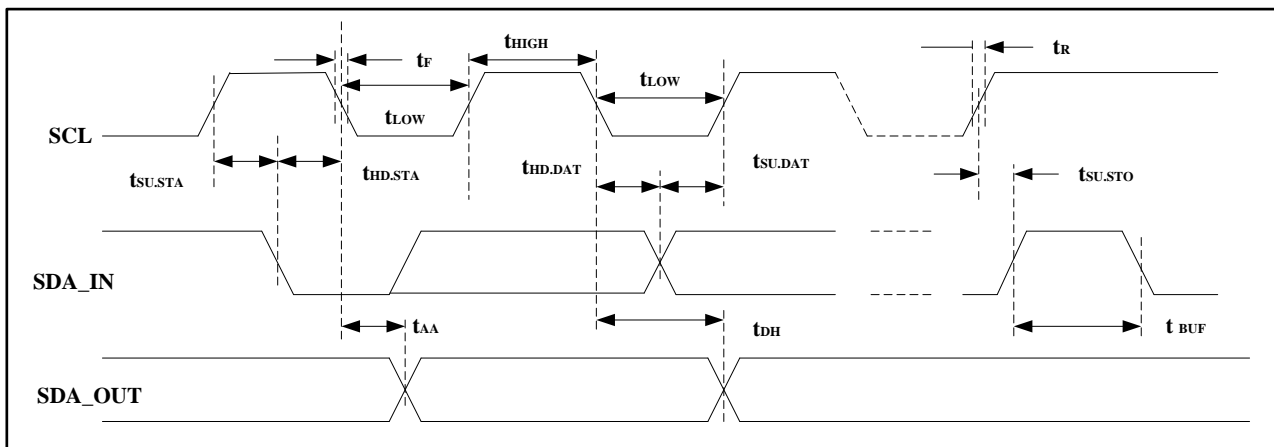 tHIGH
tF
tR
tLOW
tLOW
SCL
tSU.STA
tHD.STA
tHD.DAT
tSU.DAT
tSU.STO
SDA_IN
tAA
tDH
t BUF
SDA_OUT